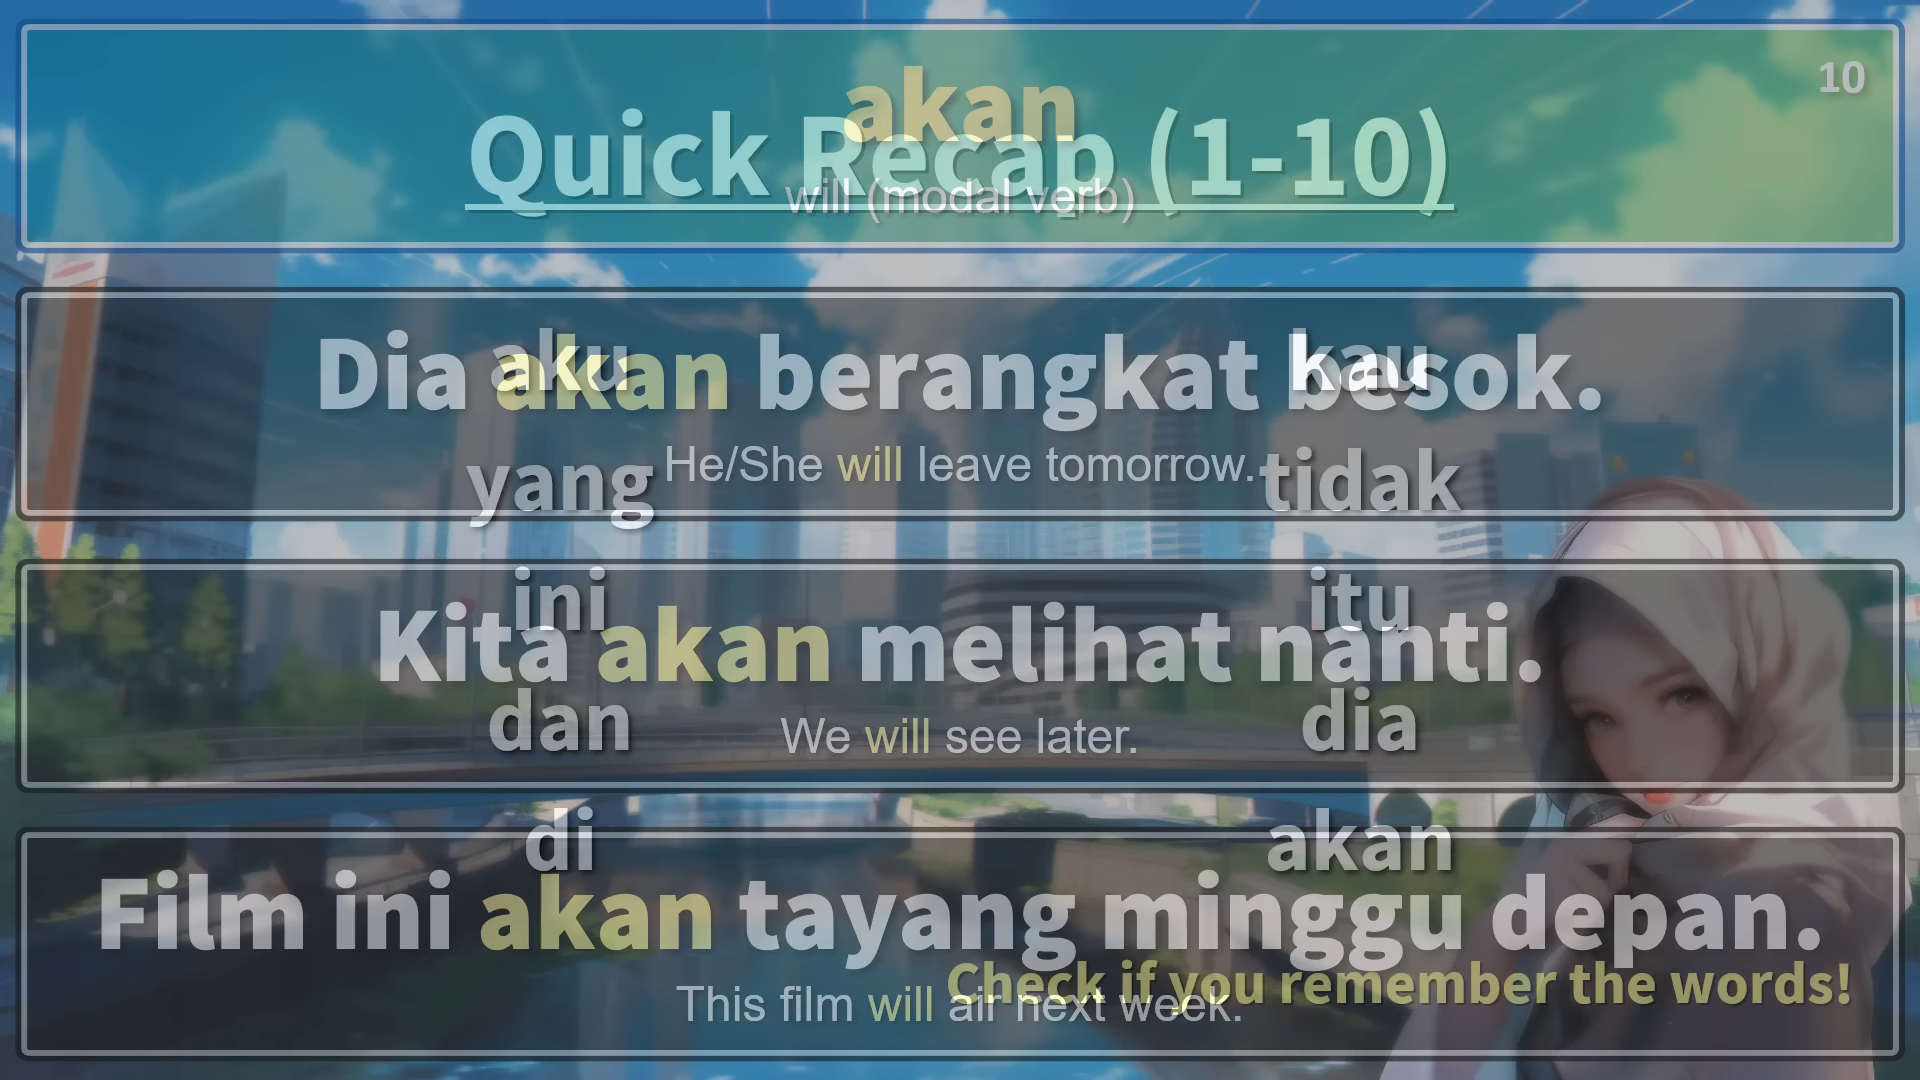 akan
10
Quick Recap (1-10)
will (modal verb)
Dia akan berangkat besok.
aku kau
He/She will leave tomorrow.
yang tidak
ini itu
Kita akan melihat nanti.
dan dia
We will see later.
di akan
Film ini akan tayang minggu depan.
Check if you remember the words!
This film will air next week.